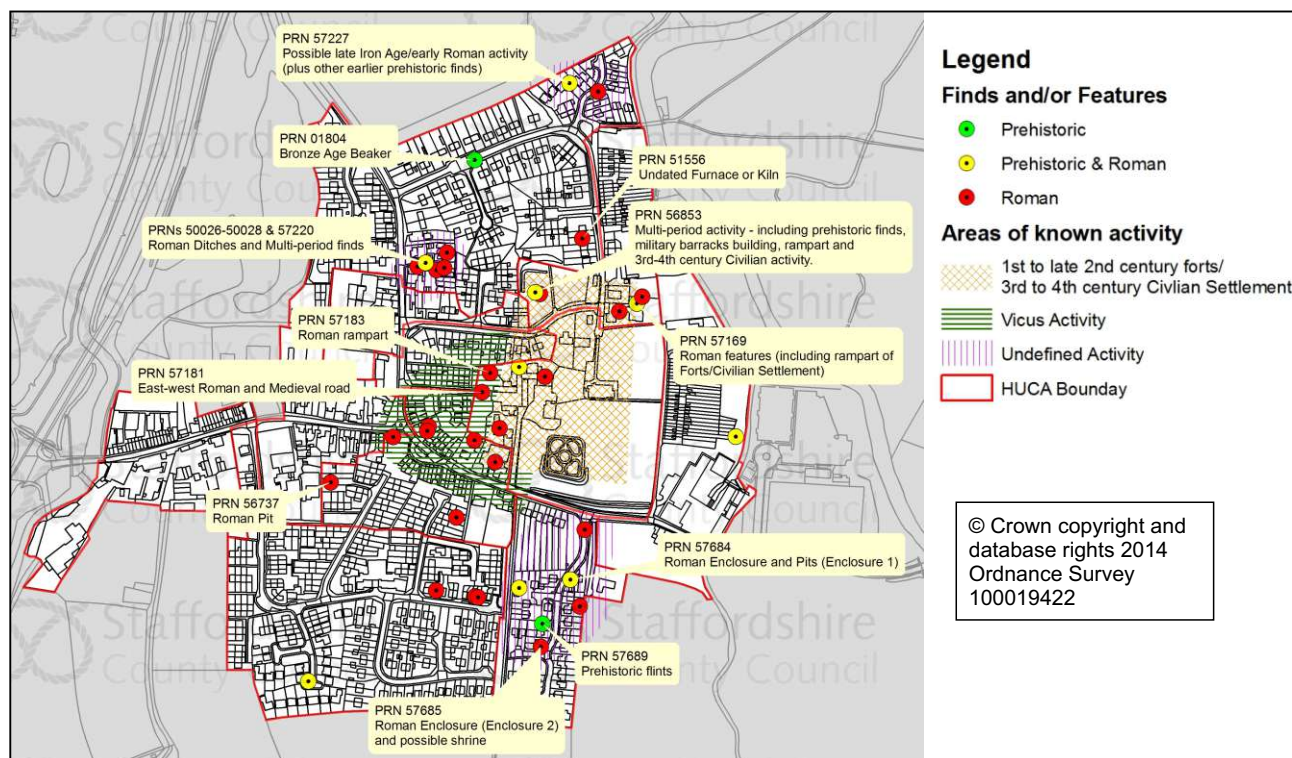 PRN 57227
Possible late Iron Age/early Roman activity
(plus other earlier prehistoric finds)
PRN 01804
Bronze Age Beaker
PRN 51556
Undated Furnace or Kiln
PRNs 50026-50028 & 57220
Roman Ditches and Multi-period finds
PRN 56853
Multi-period activity - including prehistoric finds,
military barracks building, rampart and
3rd-4th century Civilian activity.
PRN 57183
Roman rampart
PRN 57169
Roman features (including rampart of
Forts/Civilian Settlement)
PRN 57181
East-west Roman and Medieval road
PRN 56737
Roman Pit
PRN 57684
Roman Enclosure and Pits (Enclosure 1)
PRN 57689
Prehistoric flints
PRN 57685
Roman Enclosure (Enclosure 2)
and possible shrine
Staffordshire
County Council
Legend
Finds and/or Features
Prehistoric
Prehistoric & Roman
Roman
Areas of known activity
1st to late 2nd century forts/
3rd to 4th century Civlian Settlement
Vicus Activity
Undefined Activity
HUCA Bounday
© Crown copyright and
database rights 2014
Ordnance Survey
100019422